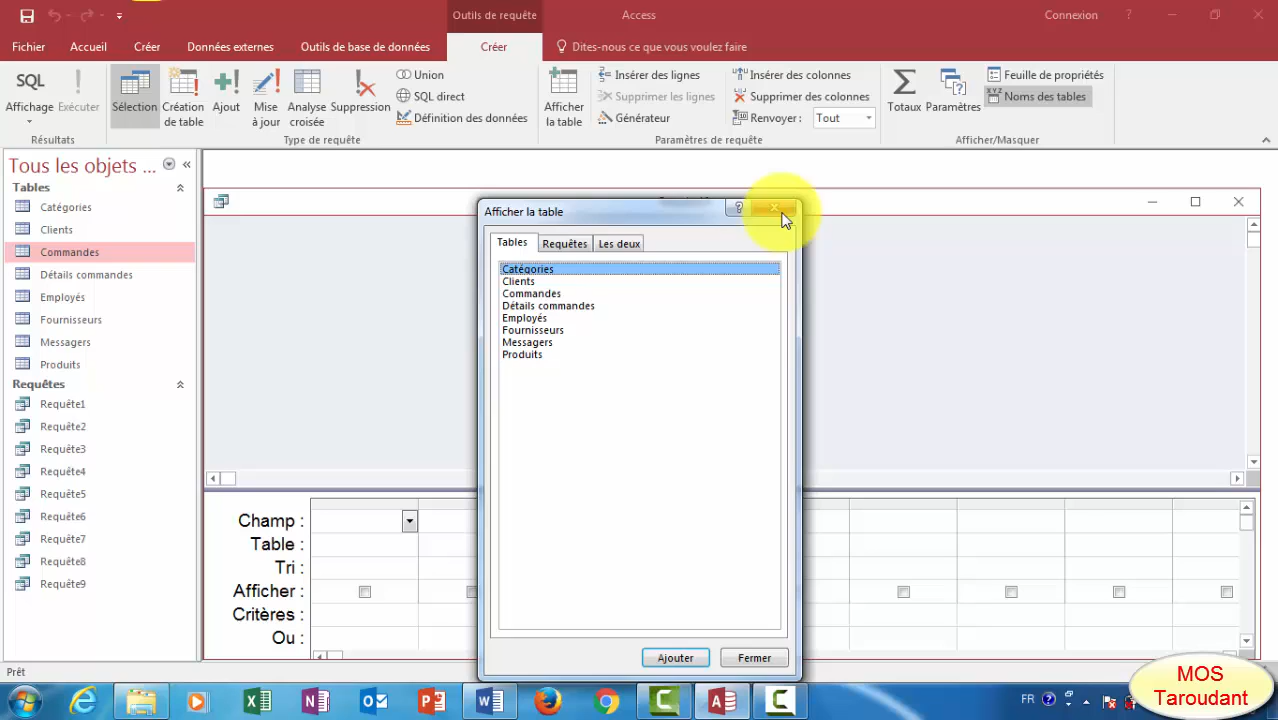 Outils de requête
Access
Connexion
?
Fichier
Accueil
Créer
Données externes
Outils de base de données
Créer
Dites-nous ce que vous voulez faire
SQL
Affichage
Exécuter
Résultats
Sélection
Création de table
Ajout
Mise à jour
Analyse croisée
Suppression
Union
SQL direct
Définition des données
Type de requête
Afficher la table
Insérer des lignes
Supprimer les lignes
Générateur
Insérer des colonnes
Supprimer des colonnes
Renvoyer :
Tout
Paramètres de requête
Totaux
Paramètres
Feuille de propriétés
XYZ
Noms des tables
Afficher/Masquer
Tous les objets ...
Tables
Catégories
Clients
Commandes
Détails commandes
Employés
Fournisseurs
Messagers
Produits
Requêtes
Requête1
Requête2
Requête3
Requête4
Requête5
Requête6
Requête7
Requête8
Requête9
Afficher la table
?
Tables
Requêtes
Les deux
Catégories
Clients
Commandes
Détails commandes
Employés
Fournisseurs
Messagers
Produits
Ajouter
Fermer
Champ :
Table :
Tri :
Afficher :
Critères :
Ou :
Prêt
FR
MOS
Taroudant